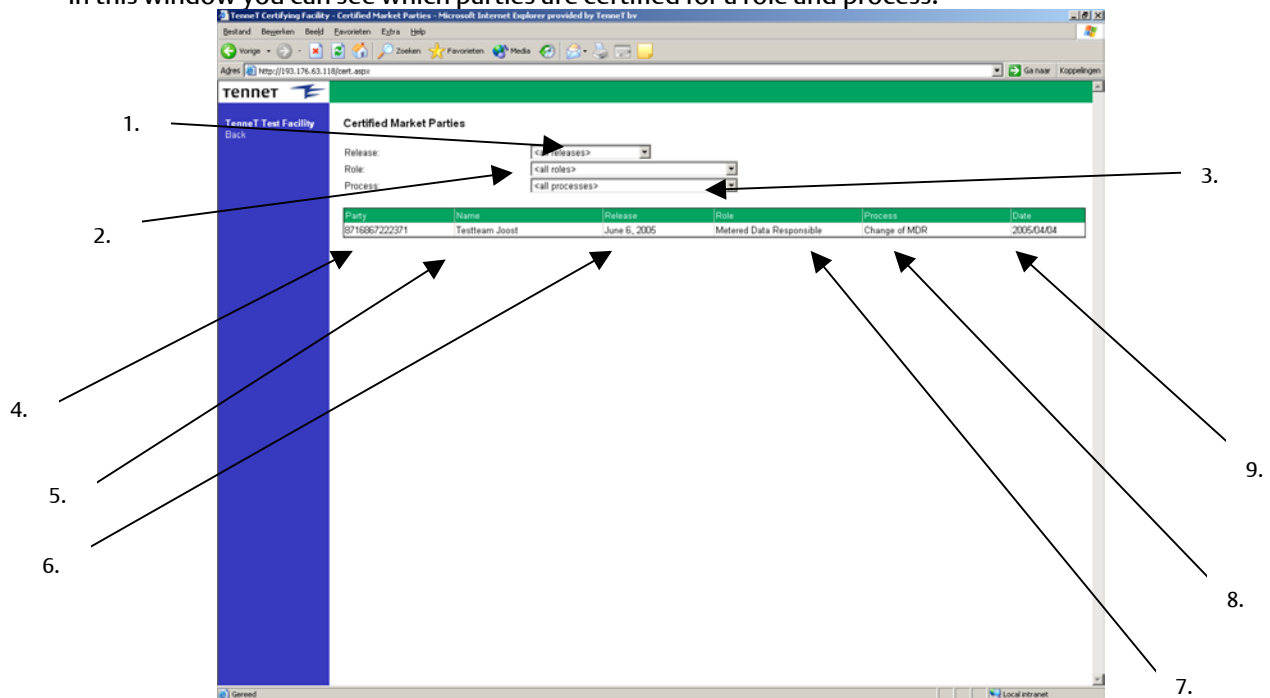 In this window you can see which parties are certified for a role and process.
TenneT Certifying Facility - Certified Market Parties - Microsoft Internet Explorer provided by TenneT bv
Bestand Bewerken Beeld Favorieten Extra Help
Vorige Zoeken Favorieten Media
Adres http://193.176.63.118/cert.aspx Ga naar Koppelingen
TenneT
TenneT Test Facility
Back
Certified Market Parties
Release: <all releases>
Role: <all roles>
Process: <all processes>
Party Name Release Role Process Date
8716867222371 Testteam Joost June 6, 2005 Metered Data Responsible Change of MDR 2005/04/04
1.
2.
3.
4.
5.
6.
7.
8.
9.
Gereed Local intranet